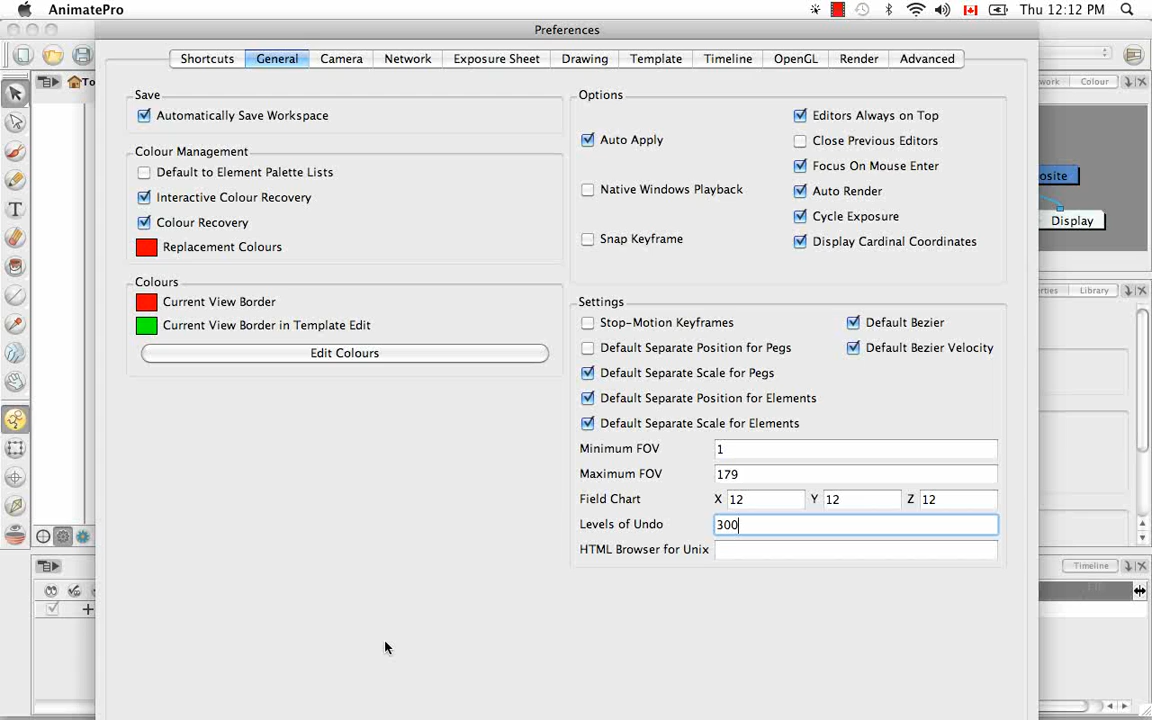 AnimatePro
Thu 12:12 PM
Preferences
Shortcuts General Camera Network Exposure Sheet Drawing Template Timeline OpenGL Render Advanced
To
work Colour
Save
Automatically Save Workspace
Colour Management
Default to Element Palette Lists
Interactive Colour Recovery
Colour Recovery
Replacement Colours
Colours
Current View Border
Current View Border in Template Edit
Edit Colours
Options
Auto Apply
Native Windows Playback
Snap Keyframe
Editors Always on Top
Close Previous Editors
Focus On Mouse Enter
Auto Render
Cycle Exposure
Display Cardinal Coordinates
Settings
Stop-Motion Keyframes
Default Bezier
Default Separate Position for Pegs
Default Bezier Velocity
Default Separate Scale for Pegs
Default Separate Position for Elements
Default Separate Scale for Elements
Minimum FOV 1
Maximum FOV 179
Field Chart X 12 Y 12 Z 12
Levels of Undo 300
HTML Browser for Unix
osite
Display
erties Library
Timeline